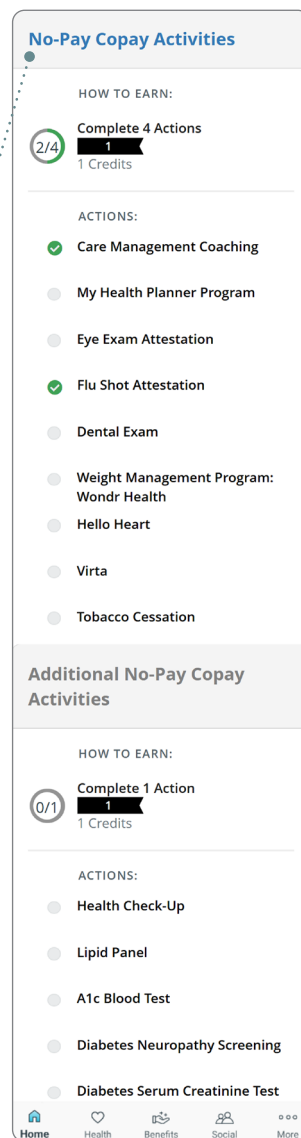 No-Pay Copay Activities
HOW TO EARN:
2/4
Complete 4 Actions
1
1 Credits
ACTIONS:
Care Management Coaching
My Health Planner Program
Eye Exam Attestation
Flu Shot Attestation
Dental Exam
Weight Management Program:
Wondr Health
Hello Heart
Virta
Tobacco Cessation
Additional No-Pay Copay
Activities
HOW TO EARN:
0/1
Complete 1 Action
1
1 Credits
ACTIONS:
Health Check-Up
Lipid Panel
A1c Blood Test
Diabetes Neuropathy Screening
Diabetes Serum Creatinine Test
Home Health Benefits Social More